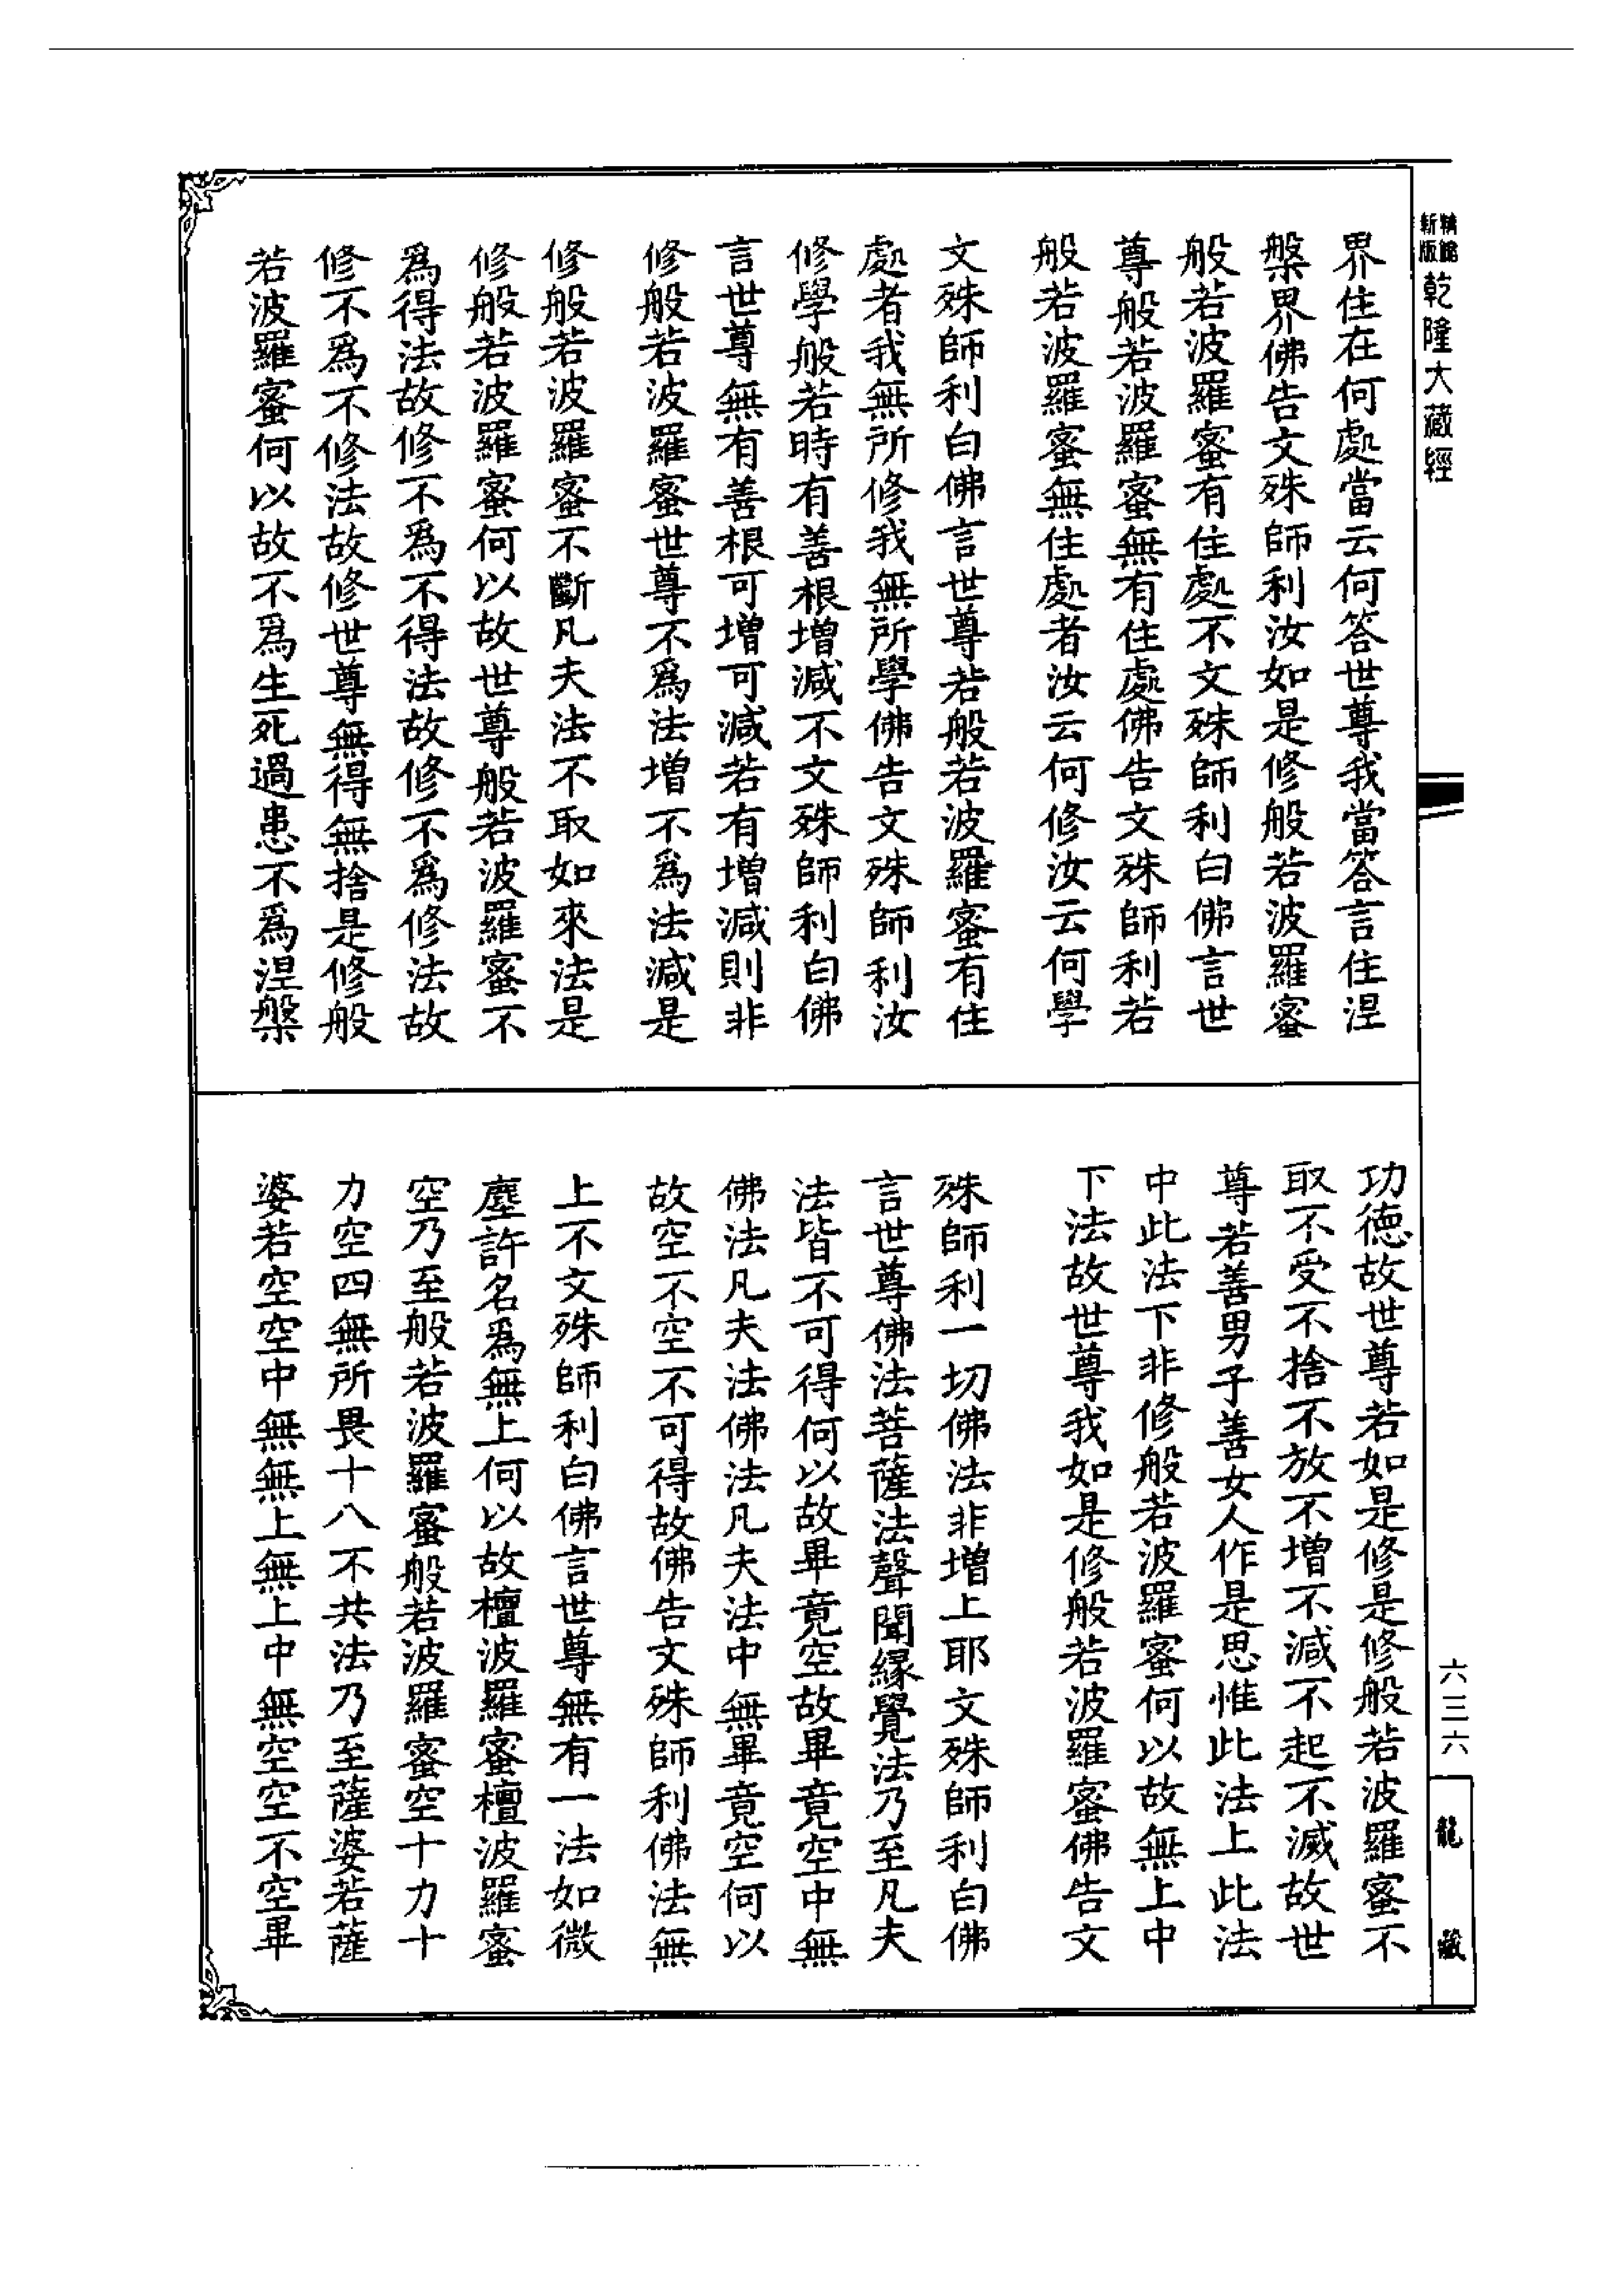 新版 精縮
乾隆大藏經
界住在何處當云何答世尊我當答言住涅
槃界佛告文殊師利汝如是修般若波羅蜜
般若波羅蜜有住處不文殊師利白佛言世
尊般若波羅蜜無有住處佛告文殊師利若
般若波羅蜜無住處者汝云何修汝云何學
文殊師利白佛言世尊若般若波羅蜜有住
處者我無所修我無所學佛告文殊師利汝
修學般若時有善根增減不文殊師利白佛
言世尊無有善根可增可減若有增減則非
修般若波羅蜜世尊不爲法增不爲法減是
修般若波羅蜜不斷凡夫法不取如來法是
修般若波羅蜜何以故世尊般若波羅蜜不
爲得法故修不爲不得法故修不爲修法故
修不爲不修法故修世尊無得無捨是修般
若波羅蜜何以故不爲生死過患不爲涅槃
功德故世尊若如是修是修般若波羅蜜不
取不受不捨不放不增不減不起不滅故世
尊若善男子善女人作是思惟此法上此法
中此法下非修般若波羅蜜何以故無上中
下法故世尊我如是修般若波羅蜜佛告文
殊師利一切佛法非增上耶文殊師利白佛
言世尊佛法菩薩法聲聞緣覺法乃至凡夫
法皆不可得何以故畢竟空故畢竟空中無
佛法凡夫法佛法凡夫法中無畢竟空何以
故空不空不可得故佛告文殊師利佛法無
上不文殊師利白佛言世尊無有一法如微
塵許名爲無上何以故檀波羅蜜檀波羅蜜
空乃至般若波羅蜜般若波羅蜜空十力十
力空四無所畏十八不共法乃至薩婆若薩
婆若空空中無無上無上中無空空不空畢
六三六
龍藏